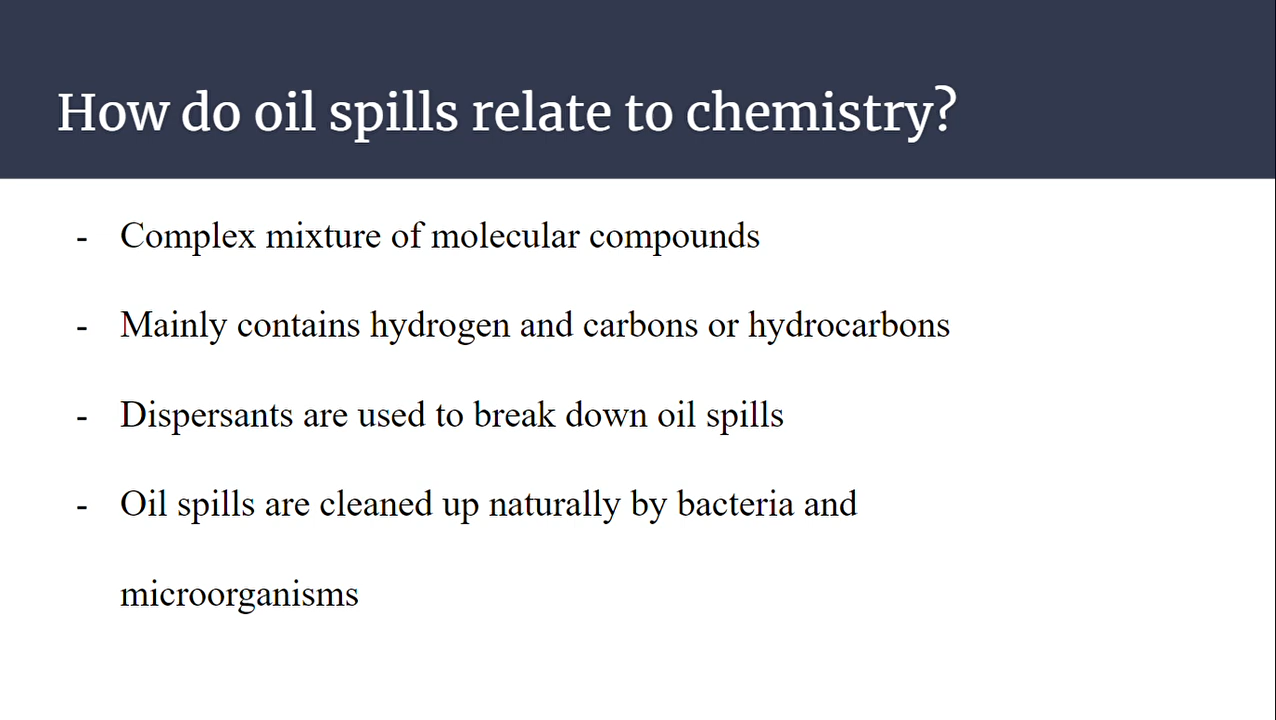 How do oil spills relate to chemistry?
- Complex mixture of molecular compounds
- Mainly contains hydrogen and carbons or hydrocarbons
- Dispersants are used to break down oil spills
- Oil spills are cleaned up naturally by bacteria and
microorganisms